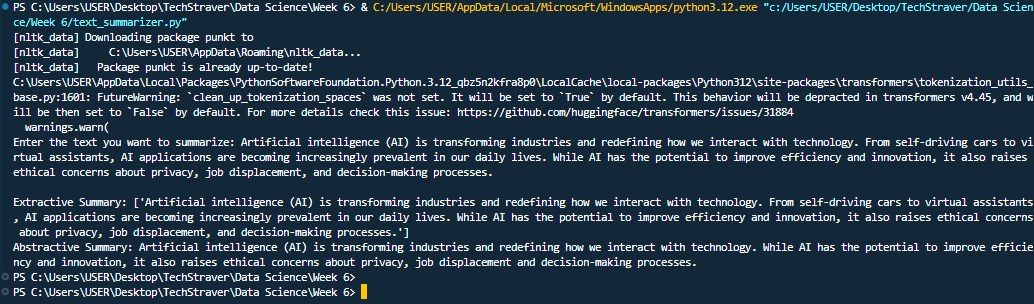 PS C:\Users\USER\Desktop\TechStraver\Data Science\Week 6> & C:/Users/USER/AppData/Local/Microsoft/WindowsApps/python3.12.exe "c:/Users/USER/Desktop/TechStraver/Data Scien
ce/Week 6/text_summarizer.py"
[nltk_data] Downloading package punkt to
[nltk_data]     C:\Users\USER\AppData\Roaming\nltk_data...
[nltk_data]   Package punkt is already up-to-date!
C:\Users\USER\AppData\Local\Packages\PythonSoftwareFoundation.Python.3.12_qbz5n2kfra8p0\LocalCache\local-packages\Python312\site-packages\transformers\tokenization_utils_
base.py:1601: FutureWarning: `clean_up_tokenization_spaces` was not set. It will be set to `True` by default. This behavior will be depracted in transformers v4.45, and w
ill be then set to `False` by default. For more details check this issue: https://github.com/huggingface/transformers/issues/31884
  warnings.warn(
Enter the text you want to summarize: Artificial intelligence (AI) is transforming industries and redefining how we interact with technology. From self-driving cars to vi
rtual assistants, AI applications are becoming increasingly prevalent in our daily lives. While AI has the potential to improve efficiency and innovation, it also raises
ethical concerns about privacy, job displacement, and decision-making processes.

Extractive Summary: ['Artificial intelligence (AI) is transforming industries and redefining how we interact with technology. From self-driving cars to virtual assistants
, AI applications are becoming increasingly prevalent in our daily lives. While AI has the potential to improve efficiency and innovation, it also raises ethical concerns
 about privacy, job displacement, and decision-making processes.']
Abstractive Summary: Artificial intelligence (AI) is transforming industries and redefining how we interact with technology. While AI has the potential to improve efficie
ncy and innovation, it also raises ethical concerns about privacy, job displacement and decision-making processes.
PS C:\Users\USER\Desktop\TechStraver\Data Science\Week 6>
PS C:\Users\USER\Desktop\TechStraver\Data Science\Week 6>